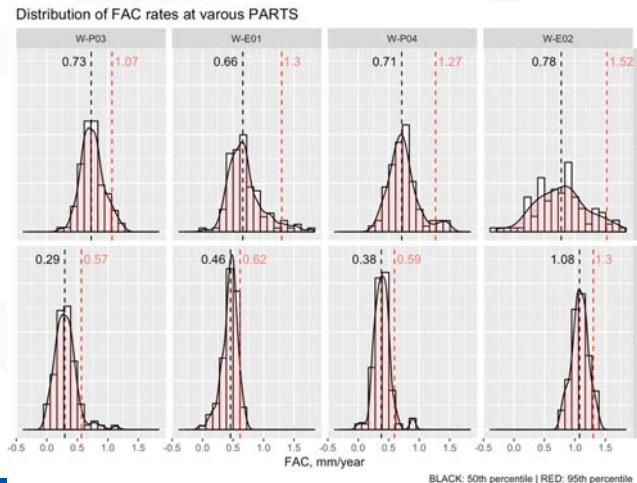 Distribution of FAC rates at varous PARTS
W-P03 W-E01 W-P04 W-E02
0.73 1.07 0.66 1.3 0.71 1.27 0.78 1.52
0.29 0.57 0.46 0.62 0.38 0.59 1.08 1.3
-0.5 0.0 0.5 1.0 1.5 -0.5 0.0 0.5 1.0 1.5 -0.5 0.0 0.5 1.0 1.5 -0.5 0.0 0.5 1.0 1.5
FAC, mm/year
BLACK: 50th percentile | RED: 95th percentile